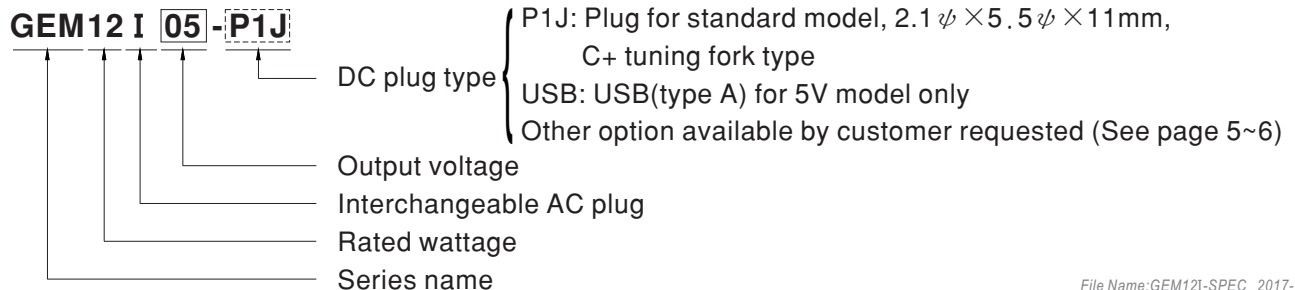 GEM12 I 05 - P1J
DC plug type
P1J: Plug for standard model, 2.1ψ×5.5ψ×11mm,
C+ tuning fork type
USB: USB(type A) for 5V model only
Other option available by customer requested (See page 5~6)
Output voltage
Interchangeable AC plug
Rated wattage
Series name
File Name:GEM12I-SPEC 2017-